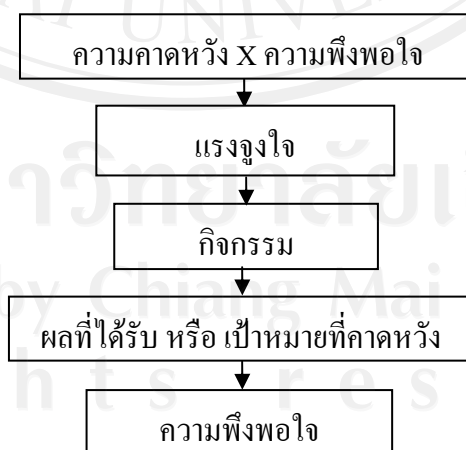 ความคาดหวัง X ความพึงพอใจ
แรงจูงใจ
กิจกรรม
ผลที่ได้รับ หรือ เป้าหมายที่คาดหวัง
ความพึงพอใจ